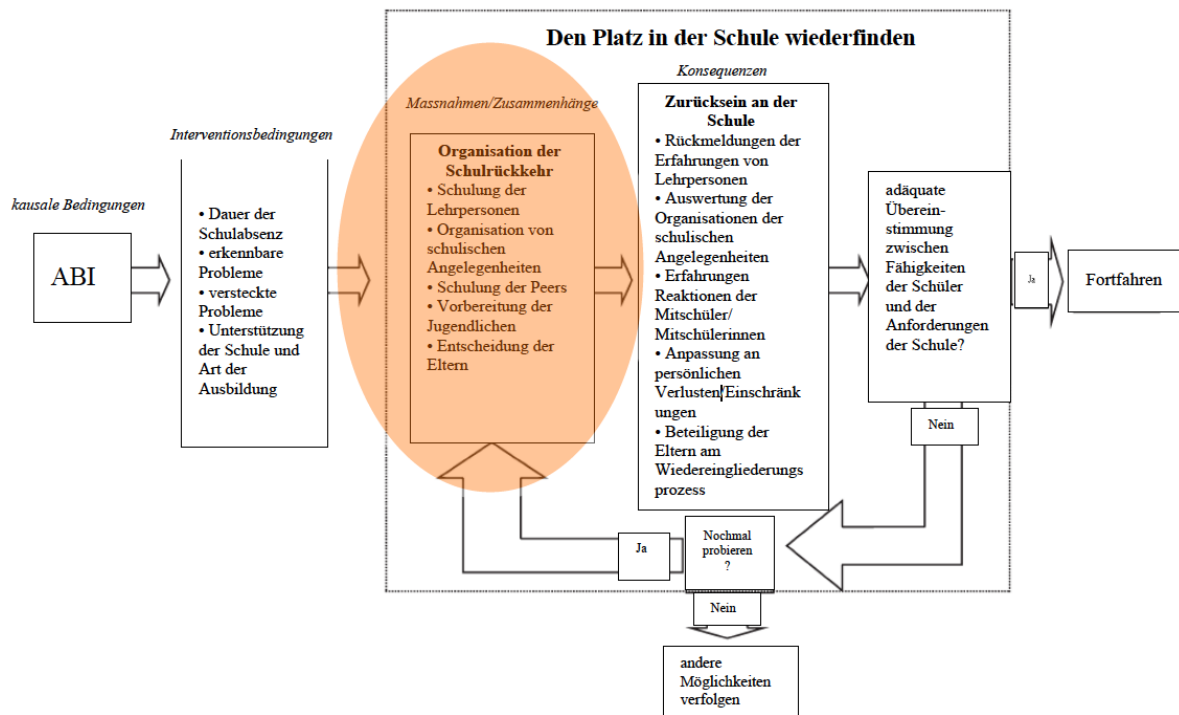 Den Platz in der Schule wiederfinden
kausale Bedingungen
ABI
Interventionsbedingungen
• Dauer der
Schulabsenz
• erkennbare
Probleme
• versteckte
Probleme
• Unterstützung
der Schule und
Art der
Ausbildung
Massnahmen/Zusammenhänge
Organisation der
Schulrückkehr
• Schulung der
Lehrpersonen
• Organisation von
schulischen
Angelegenheiten
• Schulung der Peers
• Vorbereitung der
Jugendlichen
• Entscheidung der
Eltern
Konsequenzen
Zurücksein an der
Schule
• Rückmeldungen der
Erfahrungen von
Lehrpersonen
• Auswertung der
Organisationen der
schulischen
Angelegenheiten
• Erfahrungen
Reaktionen der
Mitschüler/
Mitschülerinnen
• Anpassung an
persönlichen
Verlusten/Einschränk
ungen
• Beteiligung der
Eltern am
Wiedereingliederungs
prozess
adäquate
Überein-
stimmung
zwischen
Fähigkeiten
der Schüler
und der
Anforderungen
der Schule?
Ja
Fortfahren
Nein
Nochmal
probieren
?
Ja
Nein
andere
Möglichkeiten
verfolgen